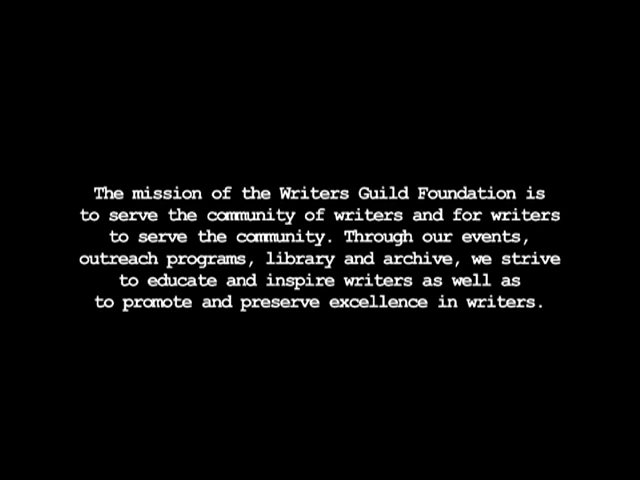 The mission of the Writers Guild Foundation is
to serve the community of writers and for writers
to serve the community. Through our events,
outreach programs, library and archive, we strive
to educate and inspire writers as well as
to promote and preserve excellence in writers.